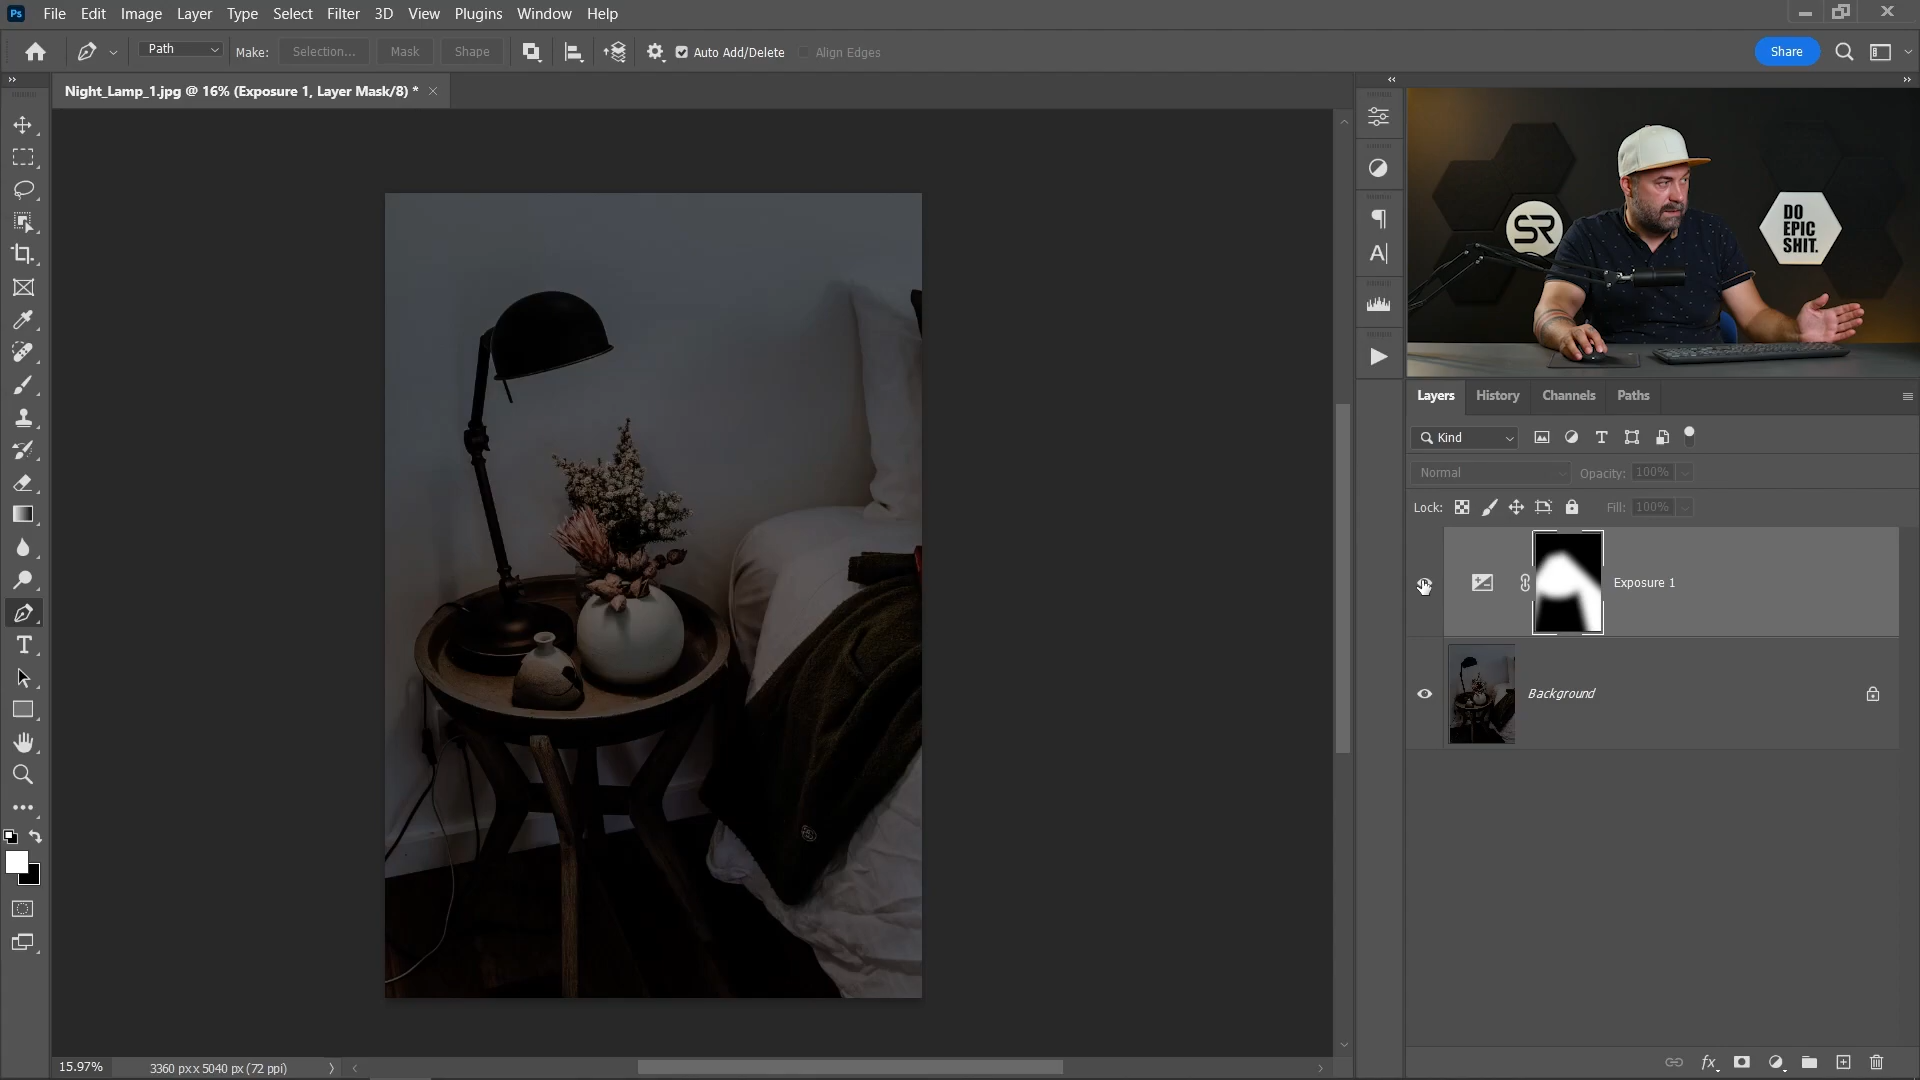 Ps File Edit Image Layer Type Select Filter 3D View Plugins Window Help
Path Make: Selection... Mask Shape Auto Add/Delete Align Edges Share
Night_Lamp_1.jpg @ 16% (Exposure 1, Layer Mask/8) *
SR
DO
EPIC
SHIT.
Layers History Channels Paths
Kind
Normal Opacity: 100%
Lock: Fill: 100%
Exposure 1
Background
15.97% 3360 px x 5040 px (72 ppi)